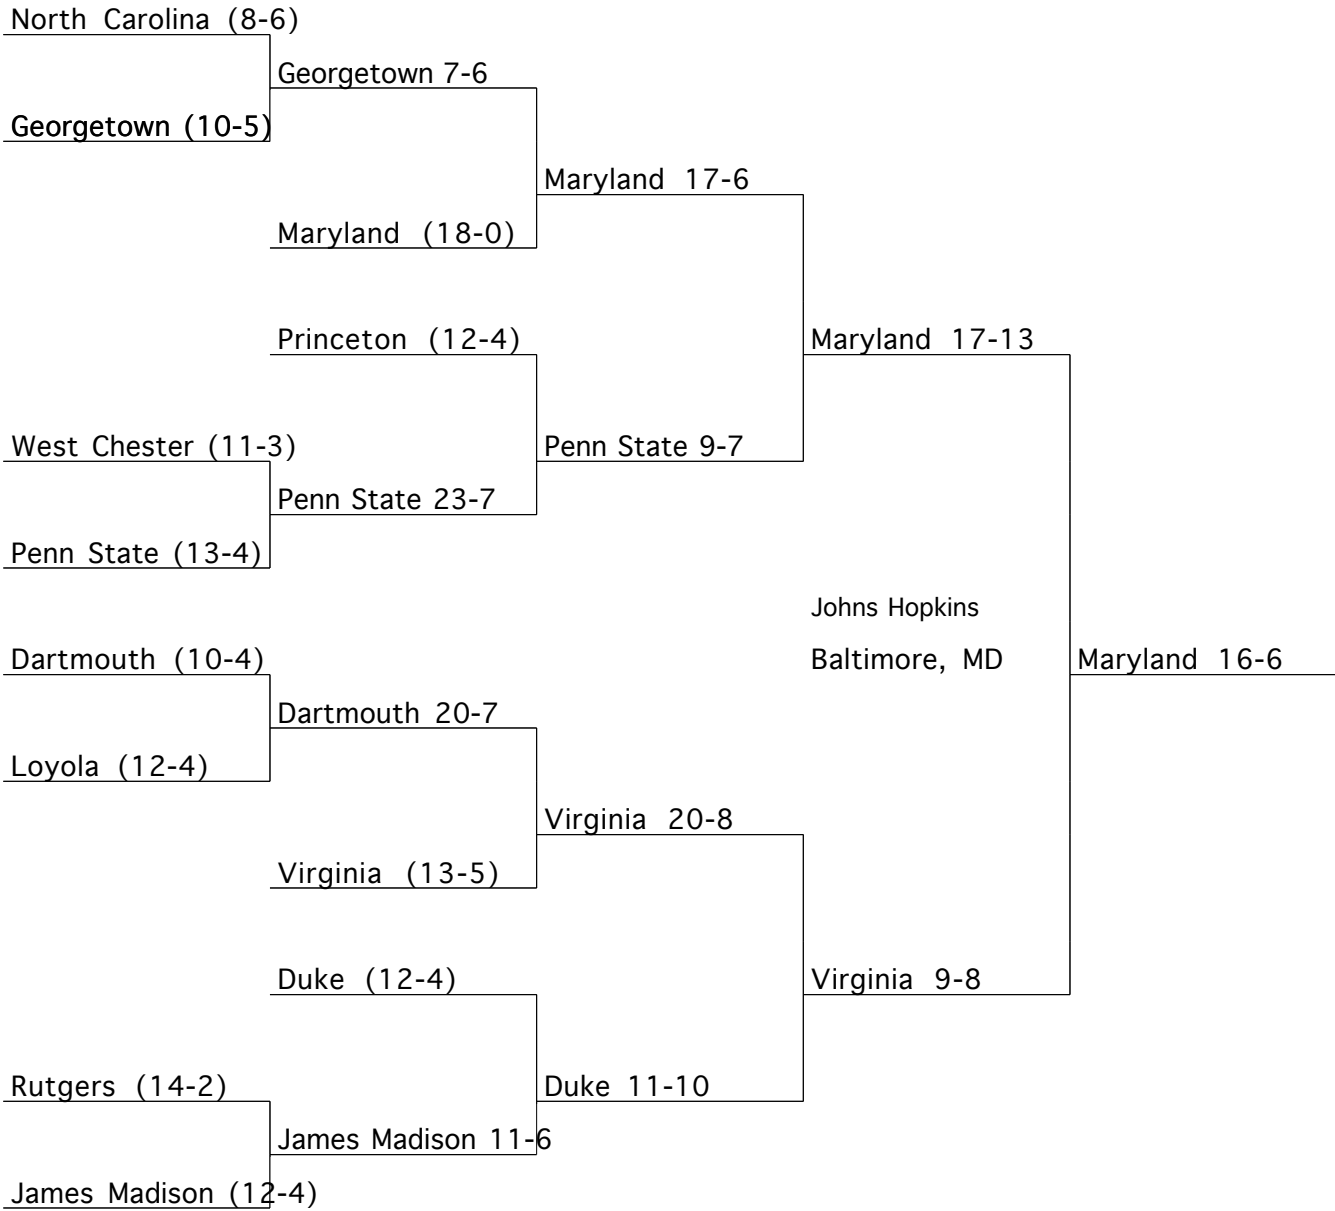 North Carolina (8-6)
Georgetown 7-6
Georgetown (10-5)
Maryland 17-6
Maryland (18-0)
Princeton (12-4)
Maryland 17-13
West Chester (11-3)
Penn State 9-7
Penn State 23-7
Penn State (13-4)
Johns Hopkins
Dartmouth (10-4)
Baltimore, MD
Maryland 16-6
Dartmouth 20-7
Loyola (12-4)
Virginia 20-8
Virginia (13-5)
Duke (12-4)
Virginia 9-8
Rutgers (14-2)
Duke 11-10
James Madison 11-6
James Madison (12-4)